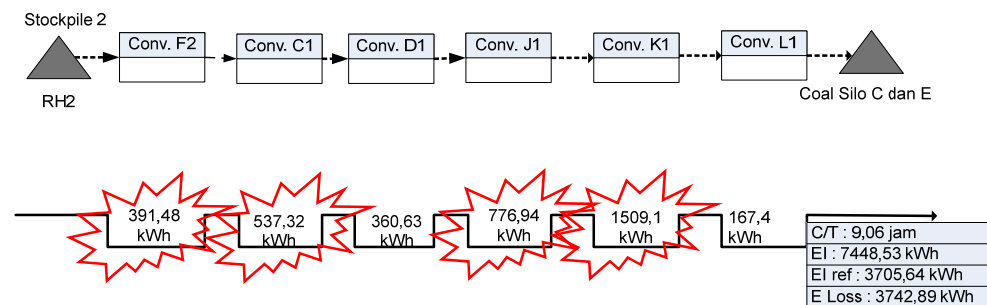 Stockpile 2
Conv. F2
Conv. C1
Conv. D1
Conv. J1
Conv. K1
Conv. L1
RH2
Coal Silo C dan E
391,48
kWh
537,32
kWh
360,63
kWh
776,94
kWh
1509,1
kWh
167,4
kWh
C/T : 9,06 jam
EI : 7448,53 kWh
EI ref : 3705,64 kWh
E Loss : 3742,89 kWh